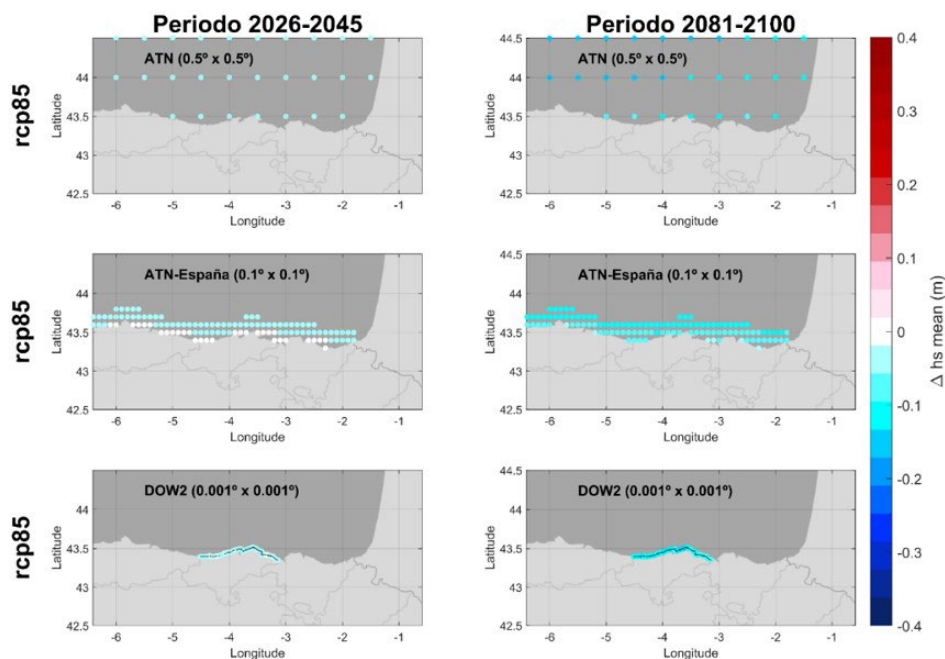 Periodo 2026-2045
Periodo 2081-2100
rcp85
Latitude
44
43.5
43
42.5
ATN (0.5º x 0.5º)
-6 -5 -4 -3 -2 -1
Longitude
Latitude
44.5
44
43.5
43
42.5
ATN (0.5º x 0.5º)
-6 -5 -4 -3 -2 -1
Longitude
Latitude
44.5
44
43.5
43
42.5
ATN-España (0.1º x 0.1º)
-6 -5 -4 -3 -2 -1
Longitude
Latitude
44.5
44
43.5
43
42.5
ATN-España (0.1º x 0.1º)
-6 -5 -4 -3 -2 -1
Longitude
rcp85
Latitude
44
43.5
43
42.5
DOW2 (0.001º x 0.001º)
-6 -5 -4 -3 -2 -1
Longitude
Latitude
44.5
44
43.5
43
42.5
DOW2 (0.001º x 0.001º)
-6 -5 -4 -3 -2 -1
Longitude
0.4
0.3
0.2
0.1
0
-0.1
-0.2
-0.3
-0.4
Δ hs mean (m)